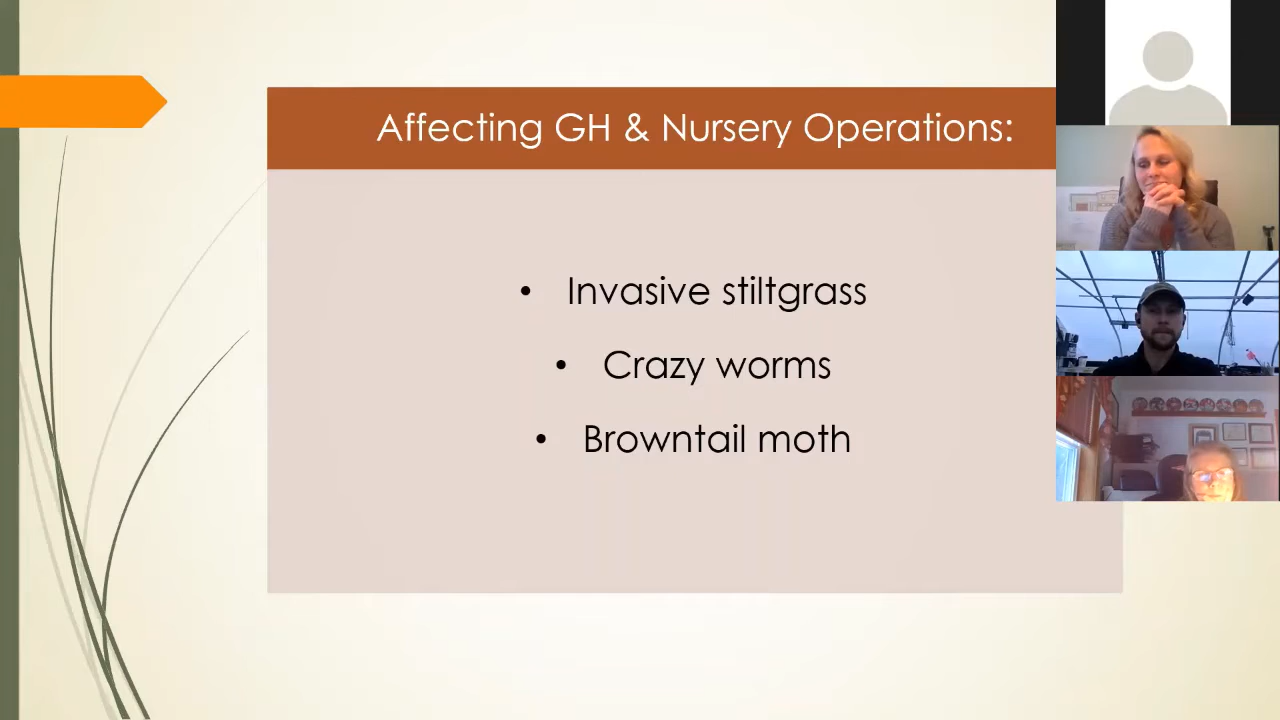 Affecting GH & Nursery Operations:
• Invasive stiltgrass
• Crazy worms
• Browntail moth